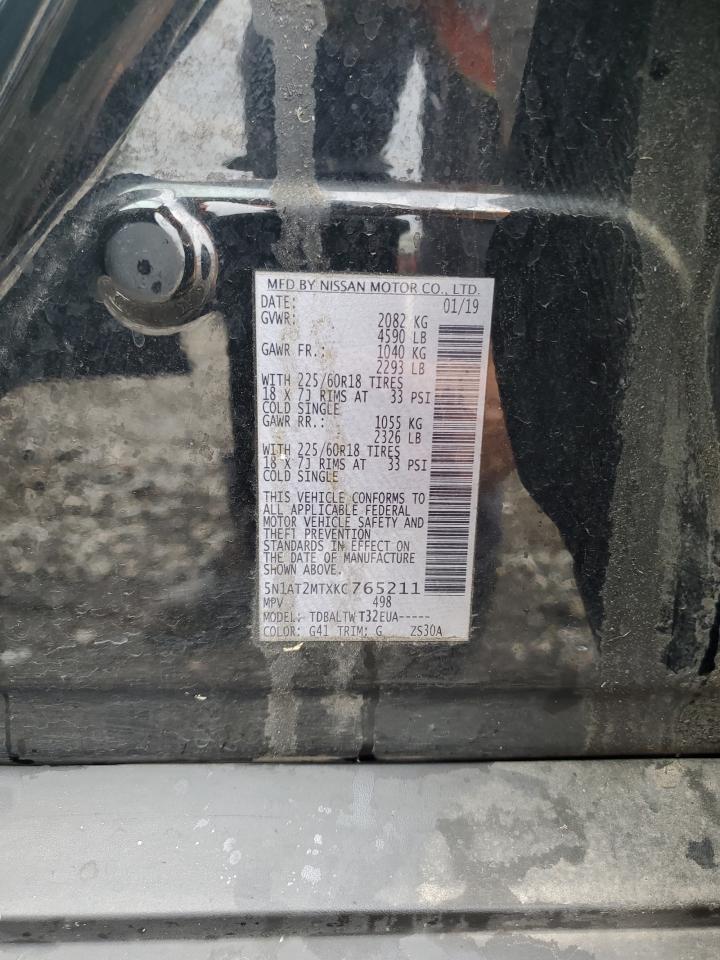 MFD BY NISSAN MOTOR CO., LTD.
DATE: 01/19
GVWR: 2082 KG
4590 LB
GAWR FR.: 1040 KG
2293 LB
WITH 225/60R18 TIRES
18 X 7J RIMS AT 33 PSI
COLD SINGLE
GAWR RR.: 1055 KG
2326 LB
WITH 225/60R18 TIRES
18 X 7J RIMS AT 33 PSI
COLD SINGLE
THIS VEHICLE CONFORMS TO
ALL APPLICABLE FEDERAL
MOTOR VEHICLE SAFETY AND
THEFT PREVENTION
STANDARDS IN EFFECT ON
THE DATE OF MANUFACTURE
SHOWN ABOVE.
5N1AT2MTXKC765211
MPV 498
MODEL: TDBALTW T32EUA-----
COLOR: G41 TRIM: G ZS30A